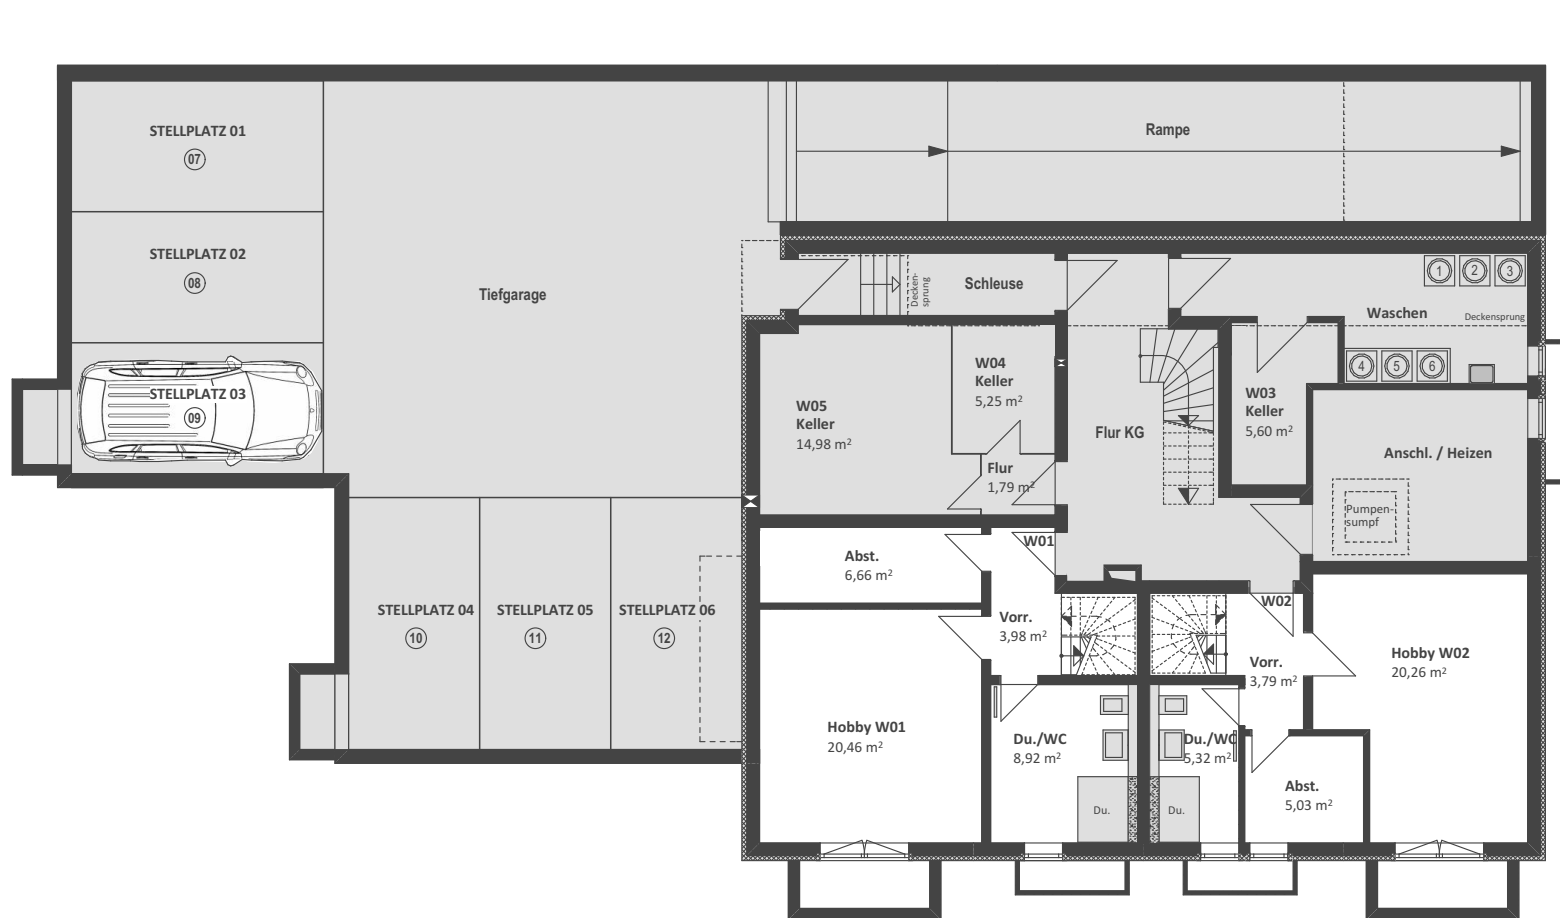 STELLPLATZ 01
07
Rampe
STELLPLATZ 02
08
Tiefgarage
Decken-
sprung
Schleuse
1 2 3
Waschen
Deckensprung
STELLPLATZ 03
09
W05
Keller
14,98 m²
W04
Keller
5,25 m²
4 5 6
W03
Keller
5,60 m²
Flur KG
Flur
1,79 m²
Anschl. / Heizen
Pumpen-
sumpf
W01
Abst.
6,66 m²
STELLPLATZ 04
10
STELLPLATZ 05
11
STELLPLATZ 06
12
Vorr.
3,98 m²
W02
Vorr.
3,79 m²
Hobby W02
20,26 m²
Hobby W01
20,46 m²
Du./WC
8,92 m²
Du./WC
5,32 m²
Abst.
5,03 m²
Du.
Du.